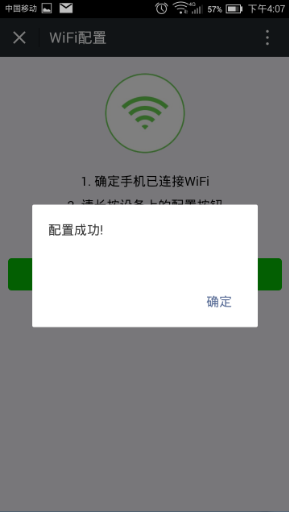 中国移动
4G
57%
下午4:07
WiFi配置
1. 确定手机已连接WiFi
2. 请长按设备上的配置按钮
配置成功!
确定